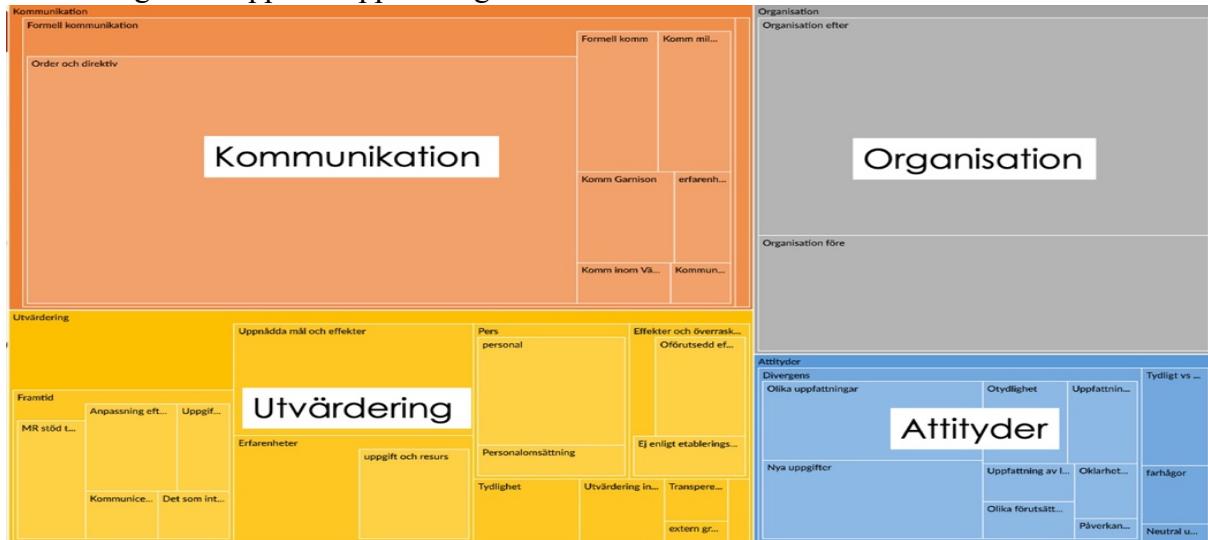 Kommunikation
Formell kommunikation
Order och direktiv
Formell komm
Komm mil...
Komm Garnison
erfarenh...
Komm inom Vä...
Kommun...
Kommunikation
Organisation
Organisation efter
Organisation före
Organisation
Utvärdering
Framtid
MR stöd t...
Anpassning eft...
Uppgif...
Kommunice...
Det som int...
Uppnådda mål och effekter
Erfarenheter
uppgift och resurs
Utvärdering
Pers
personal
Personalomsättning
Effekter och överrask...
Oförutsedd ef...
Ej enligt etablerings...
Tydlighet
Utvärdering in...
Transpere...
extern gr...
Attityder
Divergens
Olika uppfattningar
Otydlighet
Uppfattnin...
Nya uppgifter
Uppfattning av l...
Oklarhet...
Olika förutsätt...
Påverkan...
Attityder
Tydligt vs ...
farhågor
Neutral u...